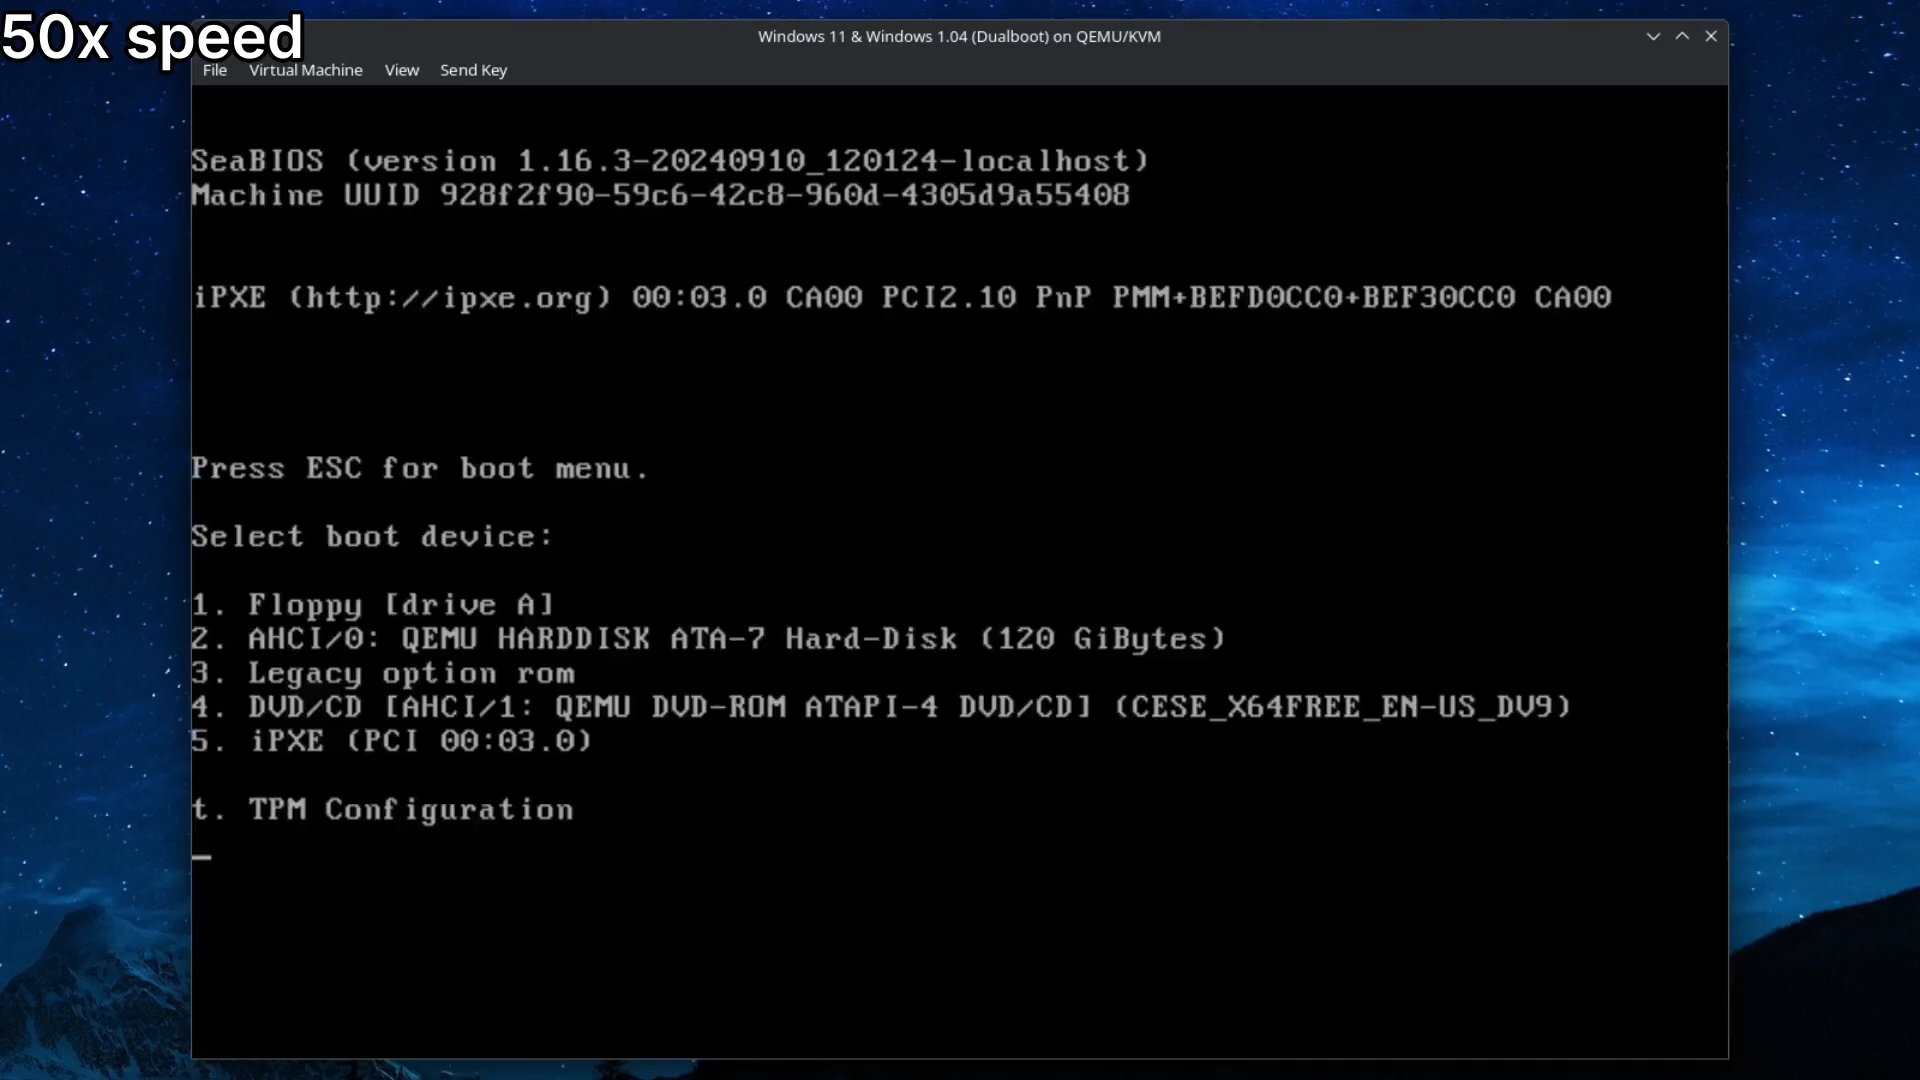 50x speed
Windows 11 & Windows 1.04 (Dualboot) on QEMU/KVM
File Virtual Machine View Send Key
SeaBIOS (version 1.16.3-20240910_120124-localhost)
Machine UUID 928f2f90-59c6-42c8-960d-4305d9a55408
iPXE (http://ipxe.org) 00:03.0 CA00 PCI2.10 PnP PMM+BEFD0CC0+BEF30CC0 CA00
Press ESC for boot menu.
Select boot device:
1. Floppy [drive A]
2. AHCI/0: QEMU HARDDISK ATA-7 Hard-Disk (120 GiBytes)
3. Legacy option rom
4. DVD/CD [AHCI/1: QEMU DVD-ROM ATAPI-4 DVD/CD] (CESE_X64FREE_EN-US_DV9)
5. iPXE (PCI 00:03.0)
t. TPM Configuration